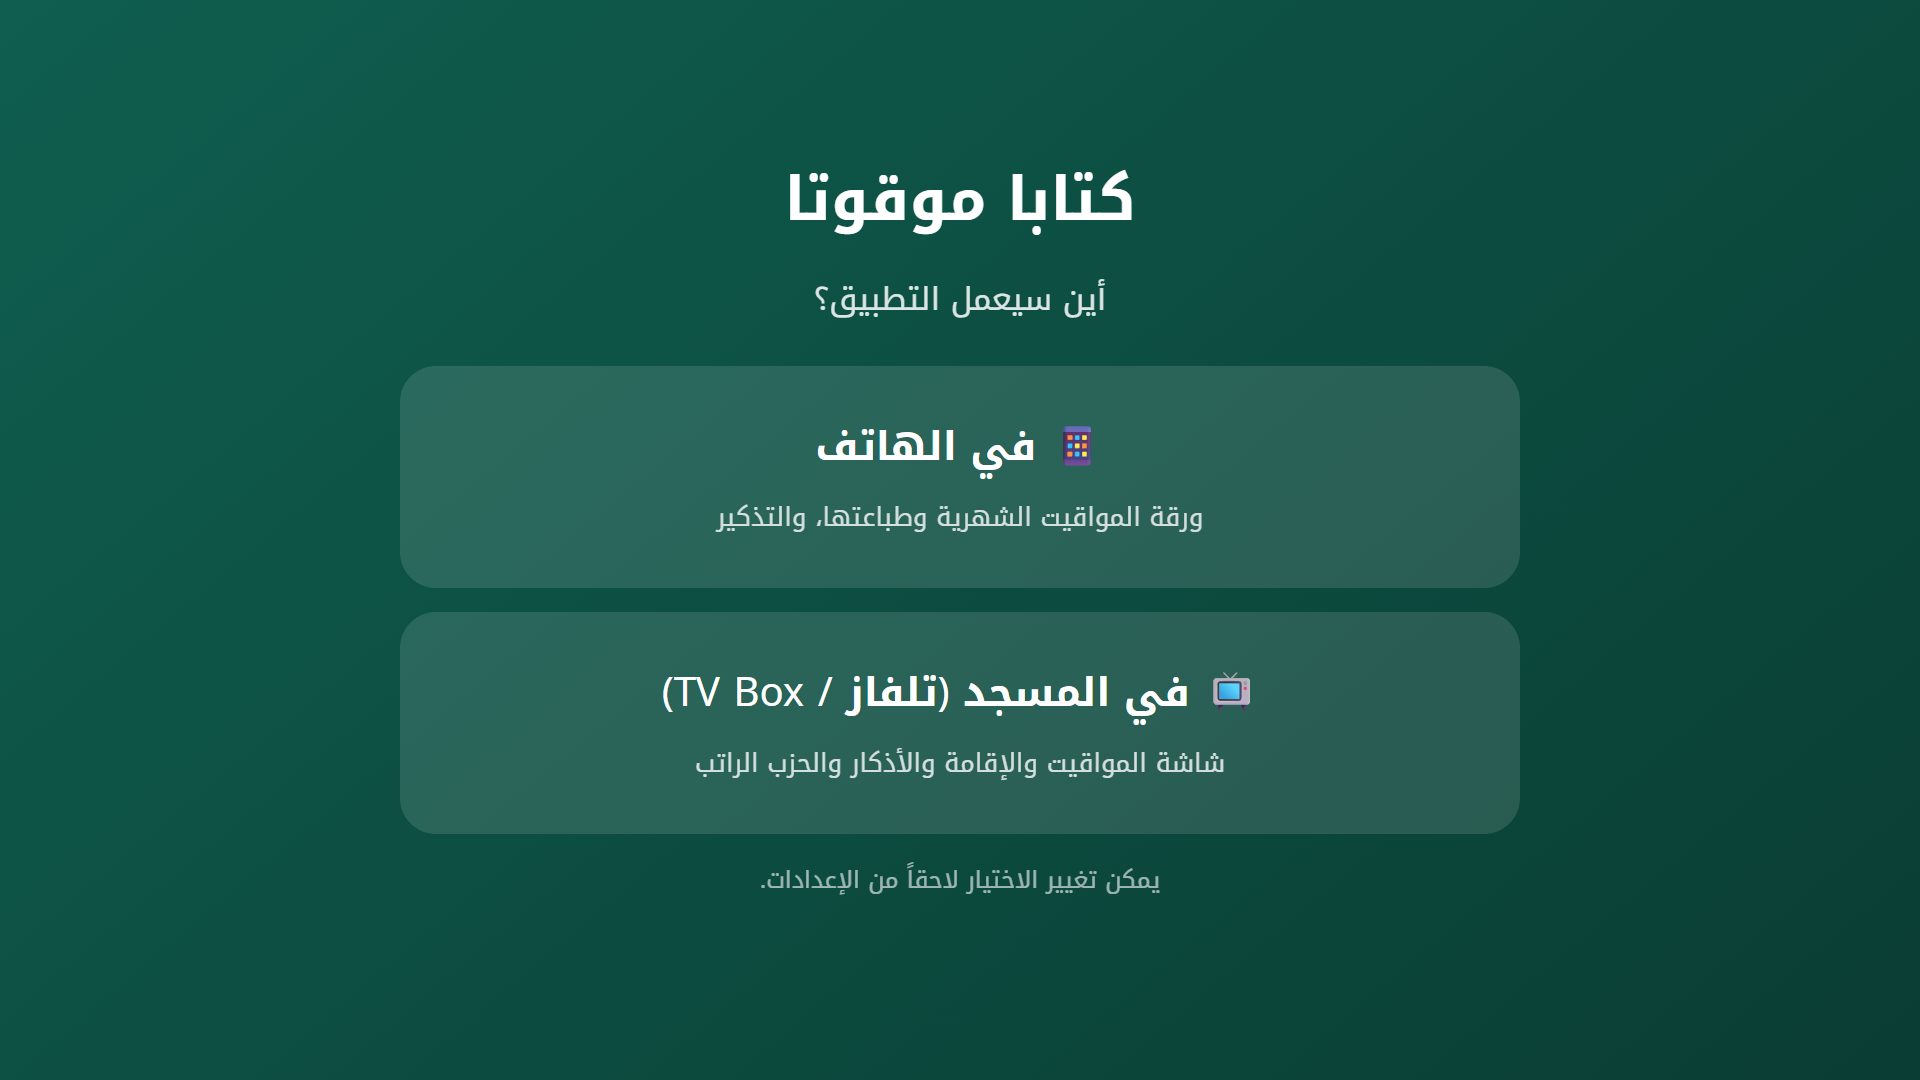 كتابا موقوتا
أين سيعمل التطبيق؟
في الهاتف
ورقة المواقيت الشهرية وطباعتها، والتذكير
في المسجد (تلفاز / TV Box)
شاشة المواقيت والإقامة والأذكار والحزب الراتب
يمكن تغيير الاختيار لاحقاً من الإعدادات.